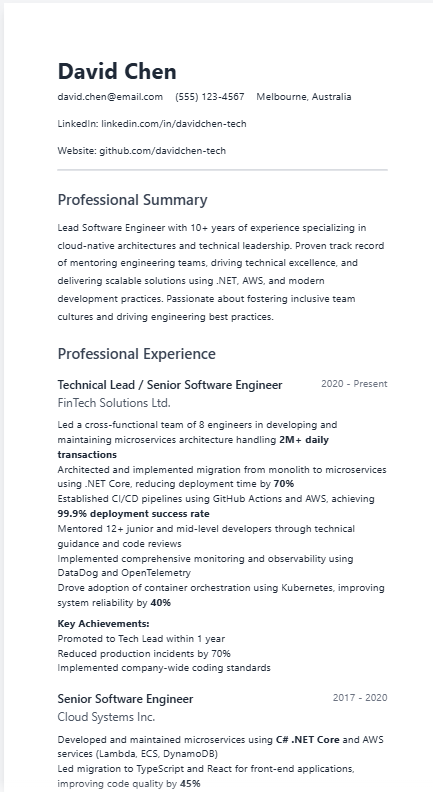 David Chen
david.chen@email.com (555) 123-4567 Melbourne, Australia
LinkedIn: linkedin.com/in/davidchen-tech
Website: github.com/davidchen-tech
Professional Summary
Lead Software Engineer with 10+ years of experience specializing in
cloud-native architectures and technical leadership. Proven track record
of mentoring engineering teams, driving technical excellence, and
delivering scalable solutions using .NET, AWS, and modern
development practices. Passionate about fostering inclusive team
cultures and driving engineering best practices.
Professional Experience
Technical Lead / Senior Software Engineer 2020 - Present
FinTech Solutions Ltd.
Led a cross-functional team of 8 engineers in developing and
maintaining microservices architecture handling 2M+ daily
transactions
Architected and implemented migration from monolith to microservices
using .NET Core, reducing deployment time by 70%
Established CI/CD pipelines using GitHub Actions and AWS, achieving
99.9% deployment success rate
Mentored 12+ junior and mid-level developers through technical
guidance and code reviews
Implemented comprehensive monitoring and observability using
DataDog and OpenTelemetry
Drove adoption of container orchestration using Kubernetes, improving
system reliability by 40%
Key Achievements:
Promoted to Tech Lead within 1 year
Reduced production incidents by 70%
Implemented company-wide coding standards
Senior Software Engineer 2017 - 2020
Cloud Systems Inc.
Developed and maintained microservices using C# .NET Core and AWS
services (Lambda, ECS, DynamoDB)
Led migration to TypeScript and React for front-end applications,
improving code quality by 45%